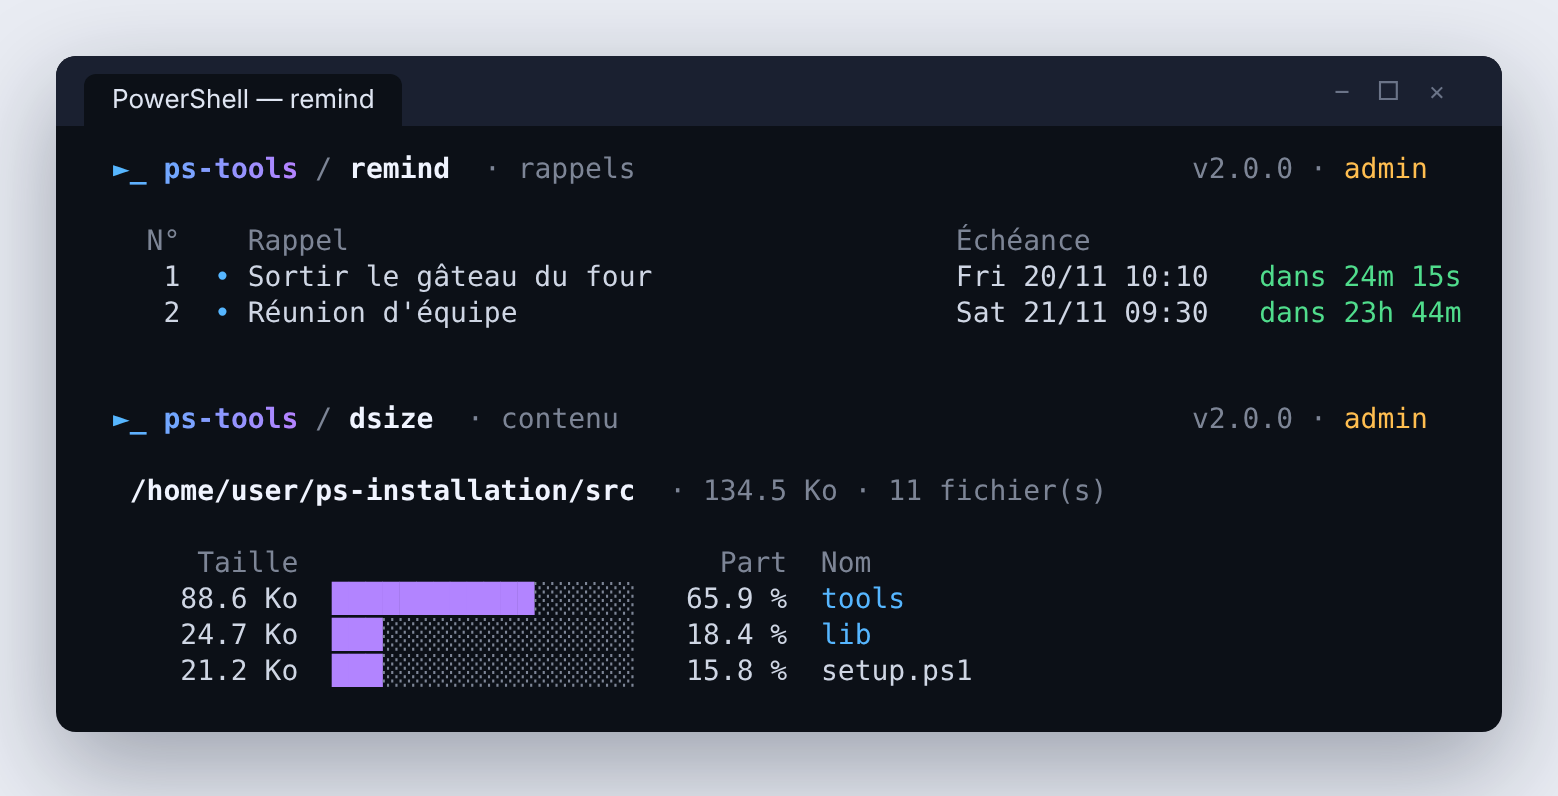 PowerShell — remind
►_ ps-tools / remind · rappels v2.0.0 · admin
N° Rappel Échéance
1 • Sortir le gâteau du four Fri 20/11 10:10 dans 24m 15s
2 • Réunion d'équipe Sat 21/11 09:30 dans 23h 44m
►_ ps-tools / dsize · contenu v2.0.0 · admin
/home/user/ps-installation/src · 134.5 Ko · 11 fichier(s)
Taille Part Nom
88.6 Ko 65.9 % tools
24.7 Ko 18.4 % lib
21.2 Ko 15.8 % setup.ps1